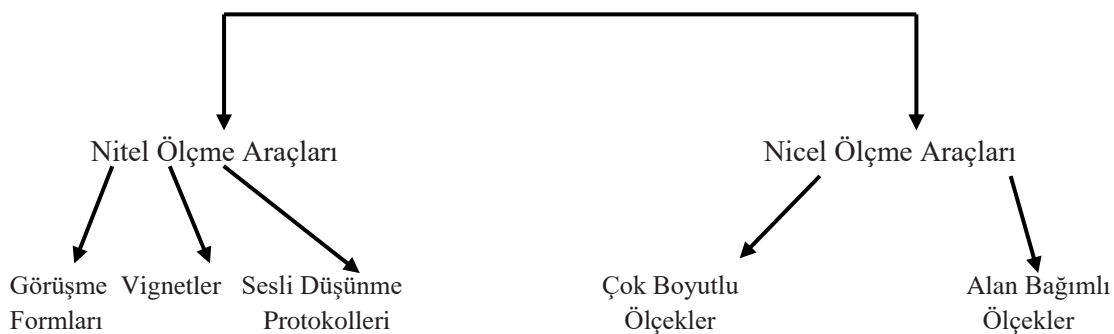 Nitel Ölçme Araçları
Nicel Ölçme Araçları
Görüşme
Formları
Vignetler
Sesli Düşünme
Protokolleri
Çok Boyutlu
Ölçekler
Alan Bağımlı
Ölçekler